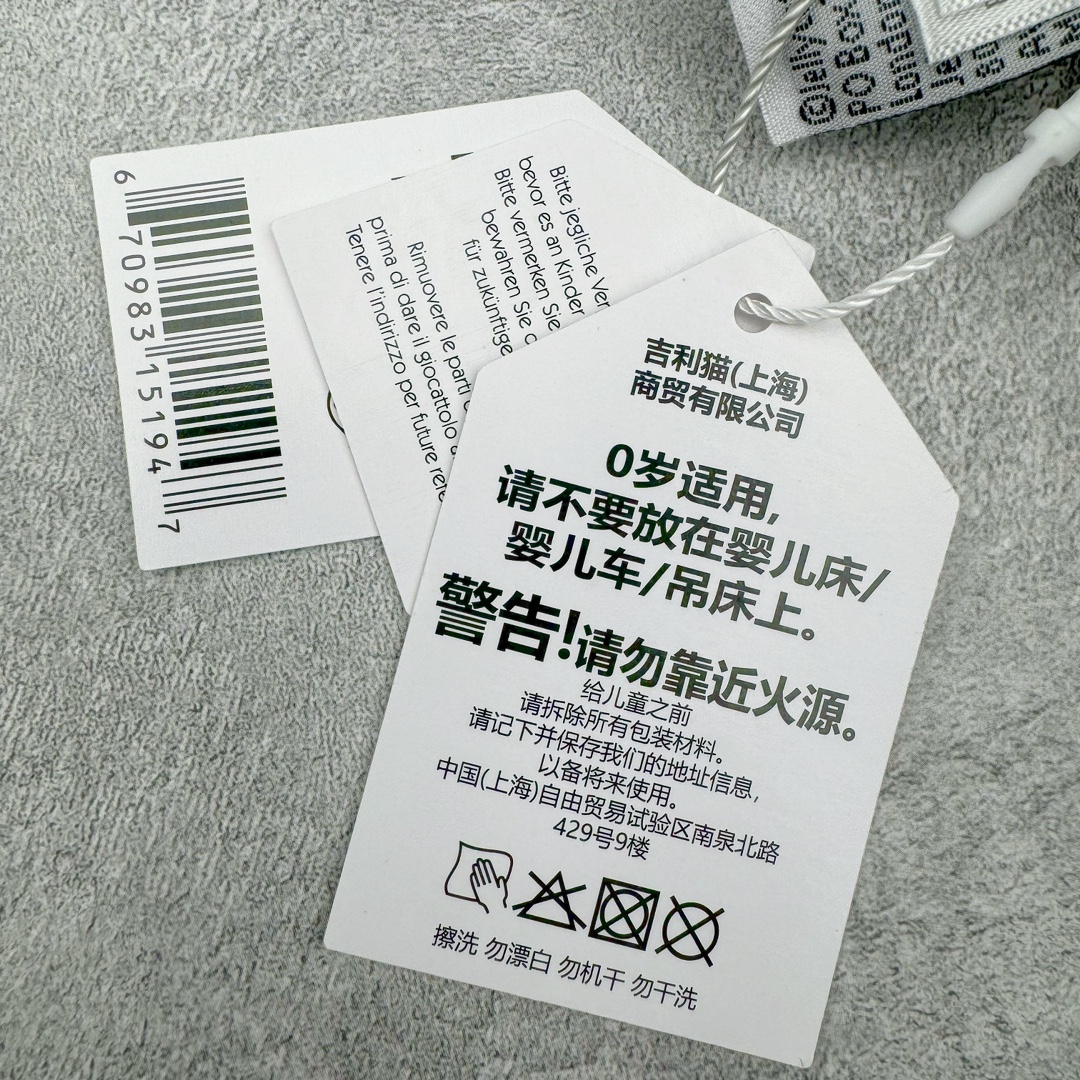 吉利猫(上海)
商贸有限公司
0岁适用,
请不要放在婴儿床/
婴儿车/吊床上。
警告!请勿靠近火源。
给儿童之前
请拆除所有包装材料。
请记下并保存我们的地址信息,
以备将来使用。
中国(上海)自由贸易试验区南泉北路
429号9楼
擦洗 勿漂白 勿机干 勿干洗
Bitte jegliche
bevor es an Kinder
Bitte vermerken Sie
bewahren Sie
für zukünftige
Rimuovere le parti
prima di dare il giocattolo
Tenere l'indirizzo per future
6 70983 15194 7
PO Bo
London